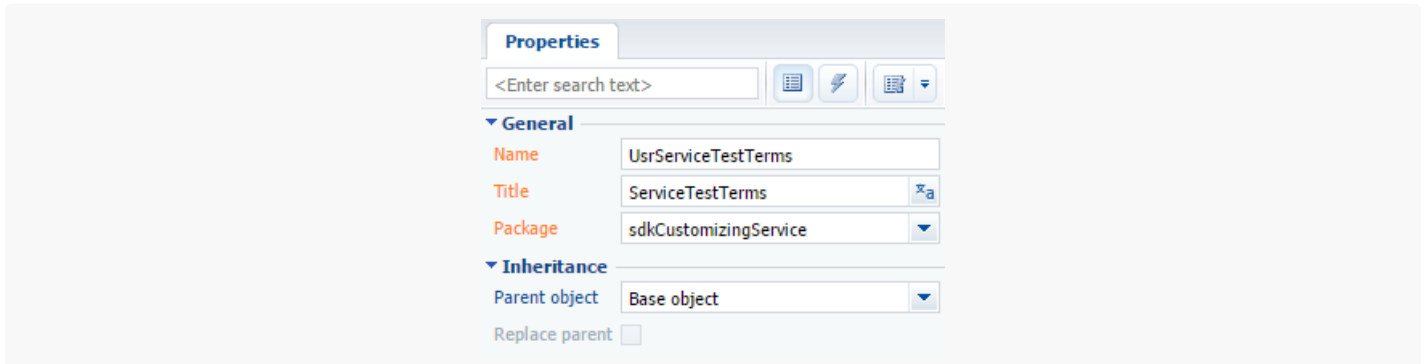 Properties
<Enter search text>
General
Name UsrServiceTestTerms
Title ServiceTestTerms
Package sdkCustomizingService
Inheritance
Parent object Base object
Replace parent